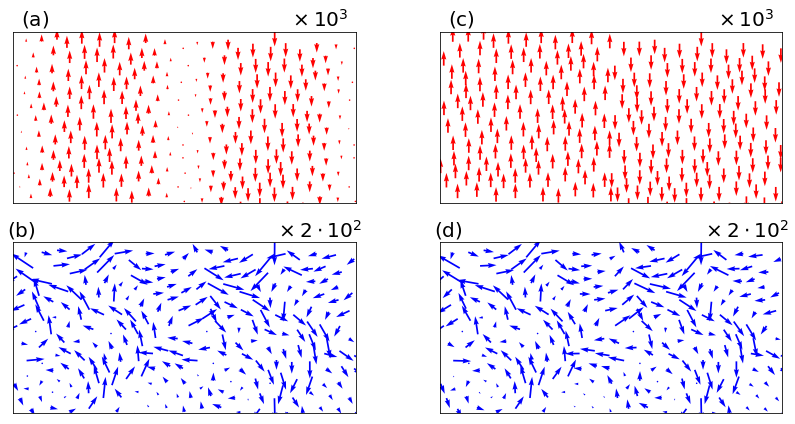 (a) × 10³
(c) × 10³
(b) × 2 · 10²
(d) × 2 · 10²